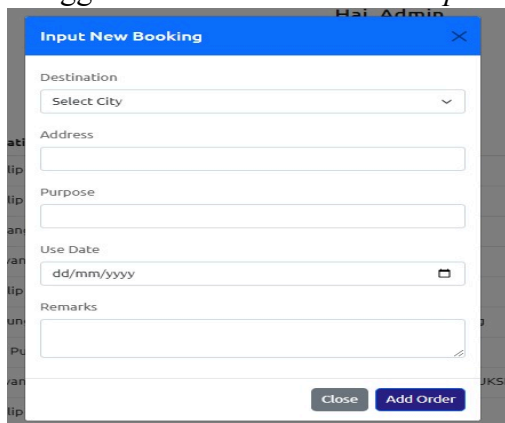 Hai, Admin
Input New Booking
Destination
Select City
Address
Purpose
Use Date
dd/mm/yyyy
Remarks
Close
Add Order